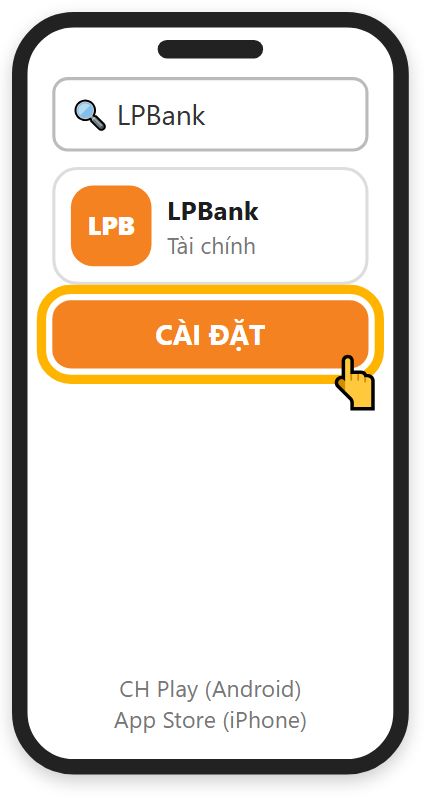 LPBank
LPB
LPBank
Tài chính
CÀI ĐẶT
CH Play (Android)
App Store (iPhone)